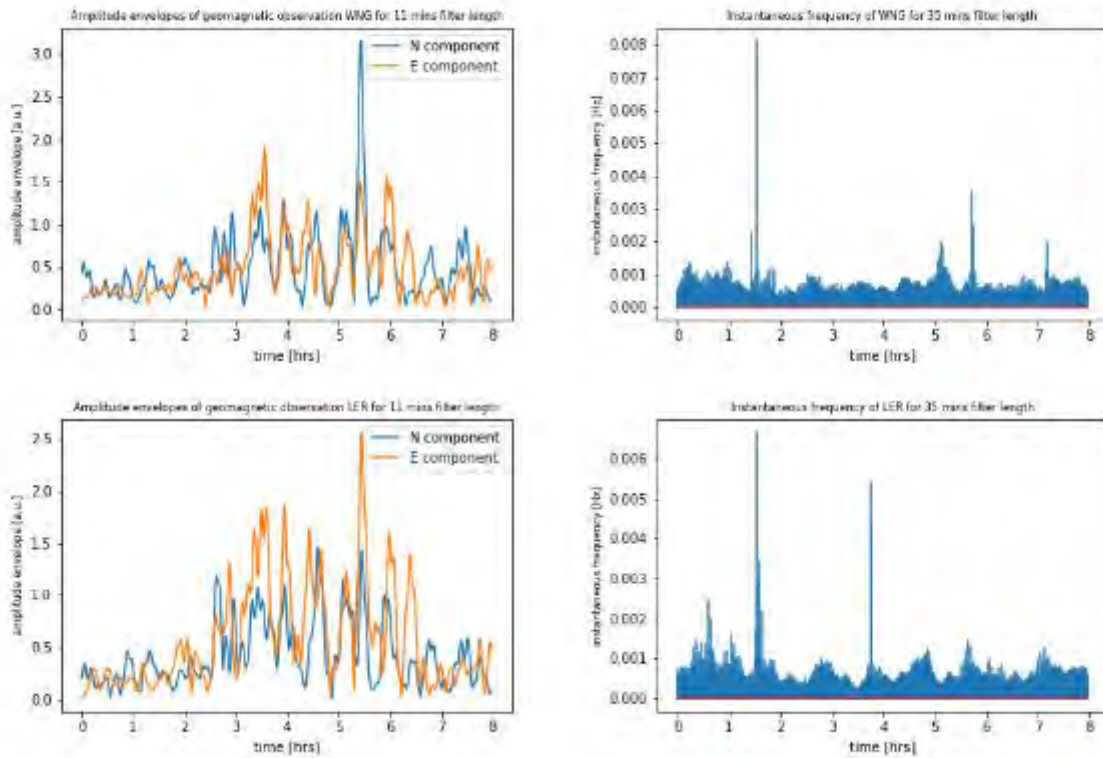 Amplitude envelopes of geomagnetic observation WNG for 11 mins filter length
N component
E component
amplitude envelope [a.u.]
3.0
2.5
2.0
1.5
1.0
0.5
0.0
0 1 2 3 4 5 6 7 8
time [hrs]
Instantaneous frequency of WNG for 35 mins filter length
instantaneous frequency [Hz]
0.008
0.007
0.006
0.005
0.004
0.003
0.002
0.001
0.000
0 1 2 3 4 5 6 7 8
time [hrs]
Amplitude envelopes of geomagnetic observation LER for 11 mins filter length
N component
E component
amplitude envelope [a.u.]
2.5
2.0
1.5
1.0
0.5
0.0
0 1 2 3 4 5 6 7 8
time [hrs]
Instantaneous frequency of LER for 35 mins filter length
instantaneous frequency [Hz]
0.006
0.005
0.004
0.003
0.002
0.001
0.000
0 1 2 3 4 5 6 7 8
time [hrs]